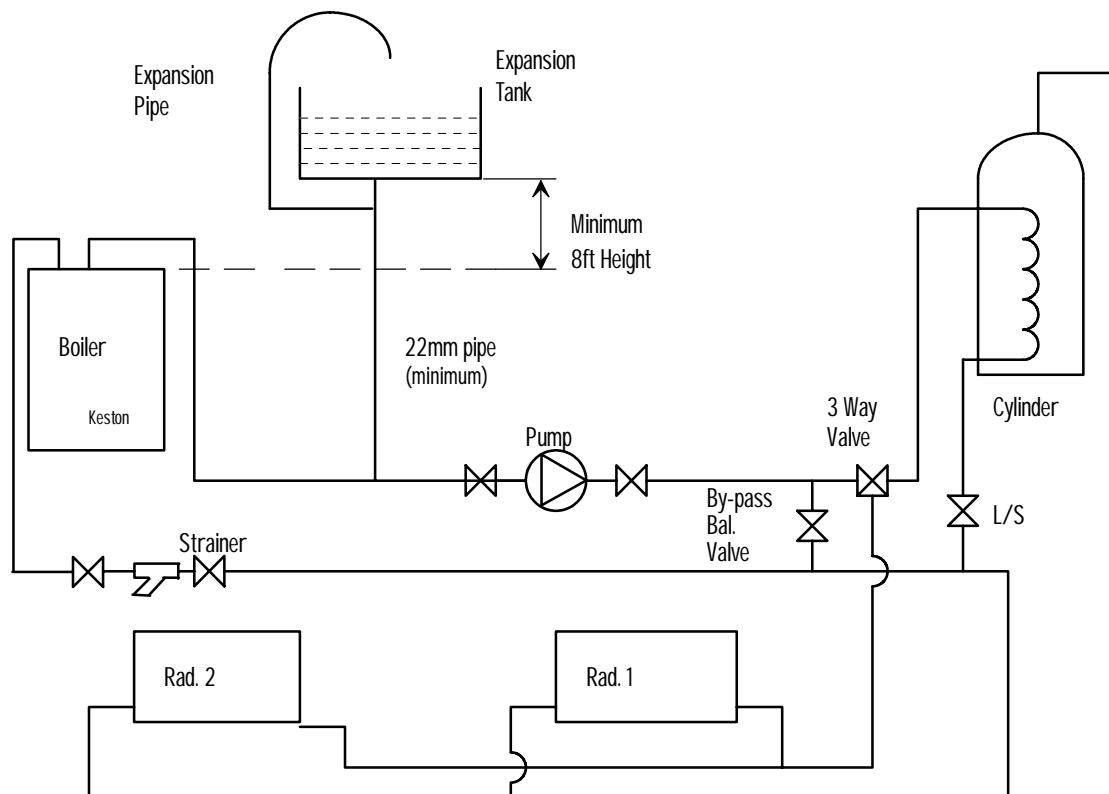 Expansion
Pipe
Expansion
Tank
Minimum
8ft Height
Boiler
Keston
22mm pipe
(minimum)
Pump
3 Way
Valve
Cylinder
By-pass
Bal.
Valve
L/S
Strainer
Rad. 2
Rad. 1